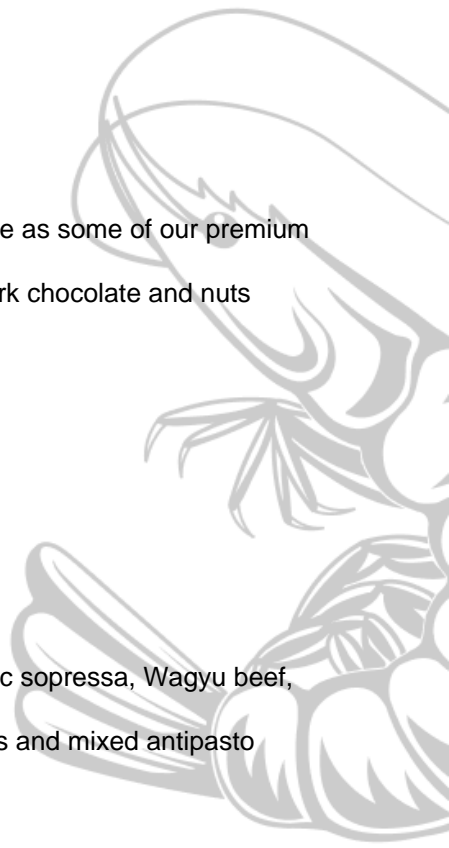 e as some of our premium
rk chocolate and nuts
c sopressa, Wagyu beef,
s and mixed antipasto